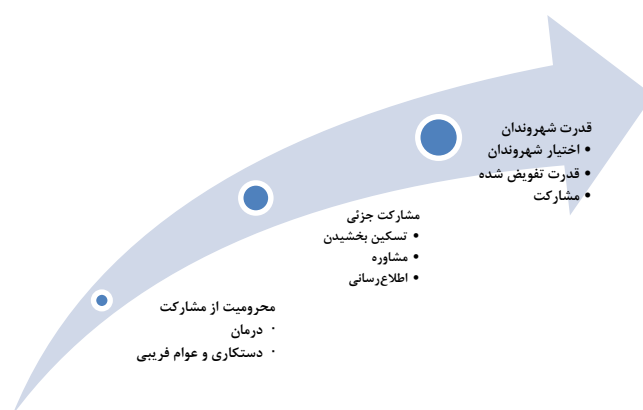 قدرت شهروندان
• اختیار شهروندان
• قدرت تفویض شده
• مشارکت
مشارکت جزئی
• تسکین بخشیدن
• مشاوره
• اطلاع‌رسانی
محرومیت از مشارکت
· درمان
· دستکاری و عوام فریبی